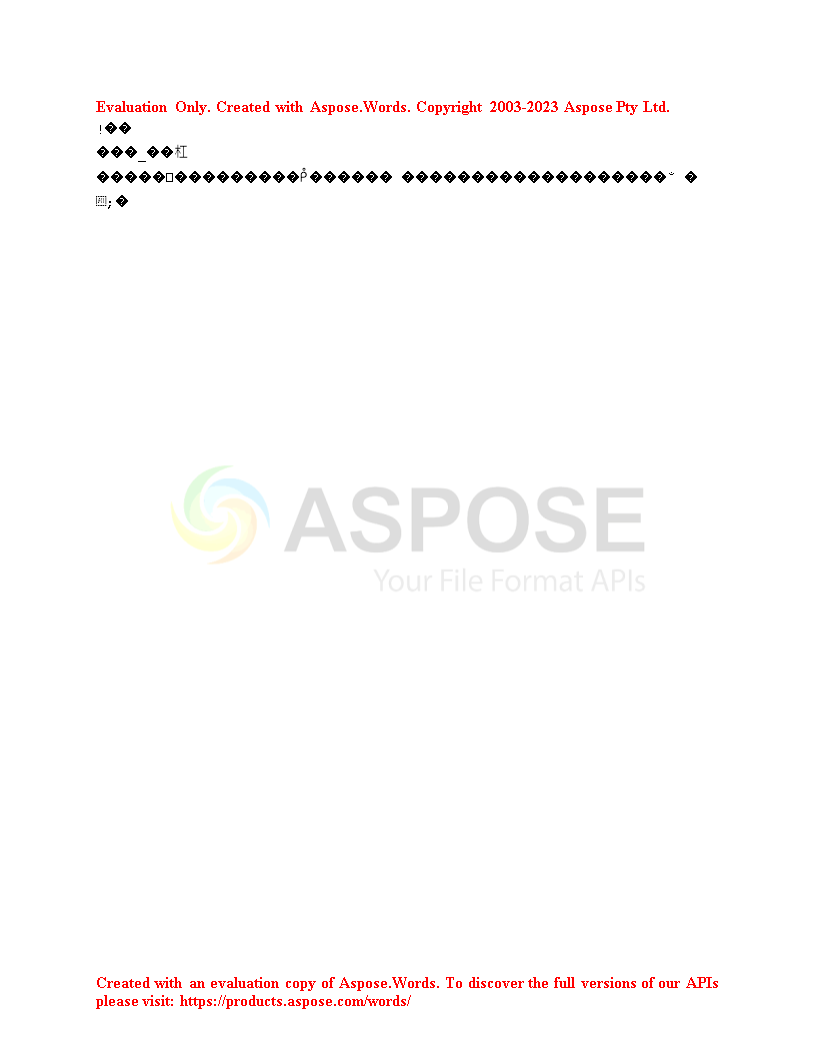 Evaluation Only. Created with Aspose.Words. Copyright 2003-2023 Aspose Pty Ltd.
!��
���_��杠
ASPOSE
Your File Format APIs
Created with an evaluation copy of Aspose.Words. To discover the full versions of our APIs
please visit: https://products.aspose.com/words/